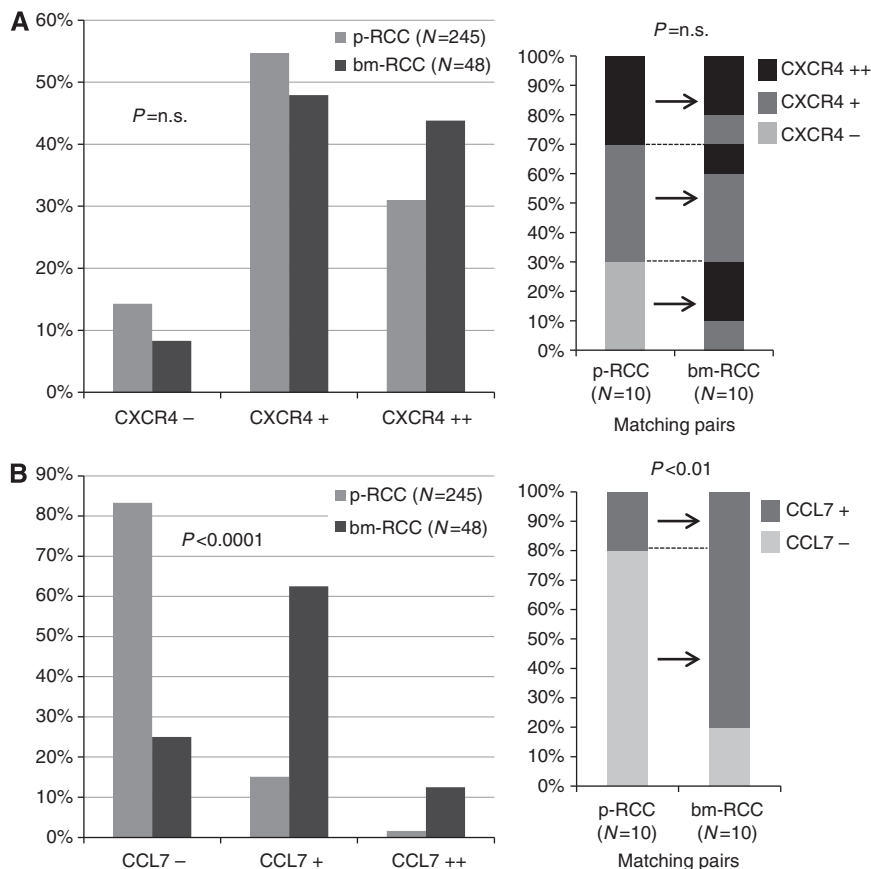 A
60%
50%
40%
30%
20%
10%
0%
p-RCC (N=245)
bm-RCC (N=48)
P=n.s.
CXCR4 –
CXCR4 +
CXCR4 ++
P=n.s.
100%
90%
80%
70%
60%
50%
40%
30%
20%
10%
0%
CXCR4 ++
CXCR4 +
CXCR4 –
p-RCC
(N=10)
bm-RCC
(N=10)
Matching pairs
B
90%
80%
70%
60%
50%
40%
30%
20%
10%
0%
p-RCC (N=245)
bm-RCC (N=48)
P<0.0001
CCL7 –
CCL7 +
CCL7 ++
P<0.01
100%
90%
80%
70%
60%
50%
40%
30%
20%
10%
0%
CCL7 +
CCL7 –
p-RCC
(N=10)
bm-RCC
(N=10)
Matching pairs